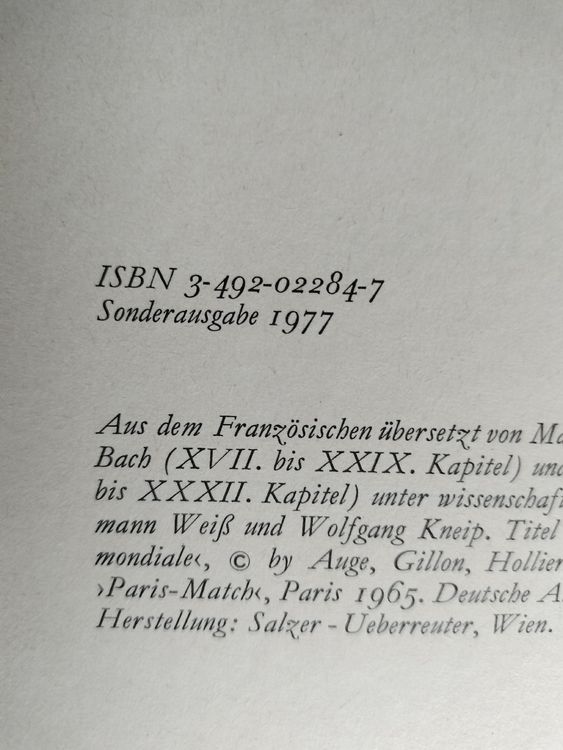 ISBN 3-492-02284-7
Sonderausgabe 1977
Aus dem Französischen übersetzt von
Bach (XVII. bis XXIX. Kapitel) und
bis XXXII. Kapitel) unter wissenschaft
mann Weiß und Wolfgang Kneip. Titel
mondiale‹, © by Auge, Gillon, Hollier
›Paris-Match‹, Paris 1965. Deutsche A
Herstellung: Salzer - Ueberreuter, Wien.